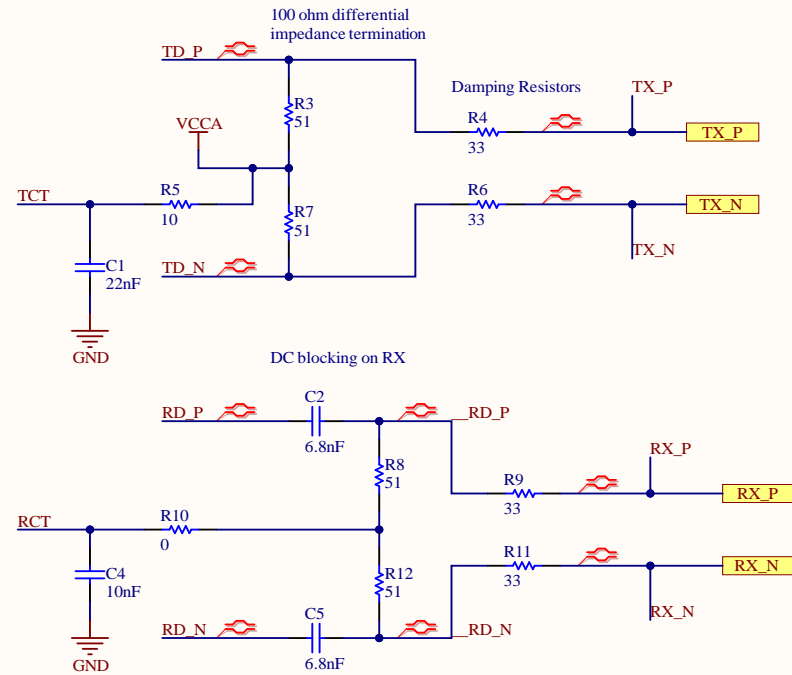 100 ohm differential
impedance termination
TD_P
Damping Resistors
TX_P
R3
51
R4
33
TX_P
VCCA
TCT
R5
10
R7
51
R6
33
TX_N
TX_N
C1
22nF
TD_N
GND
DC blocking on RX
C2
RD_P
__RD_P
6.8nF
RX_P
R8
51
R9
33
RX_P
RCT
R10
0
R11
33
RX_N
C4
10nF
R12
51
C5
RX_N
RD_N
__RD_N
6.8nF
GND